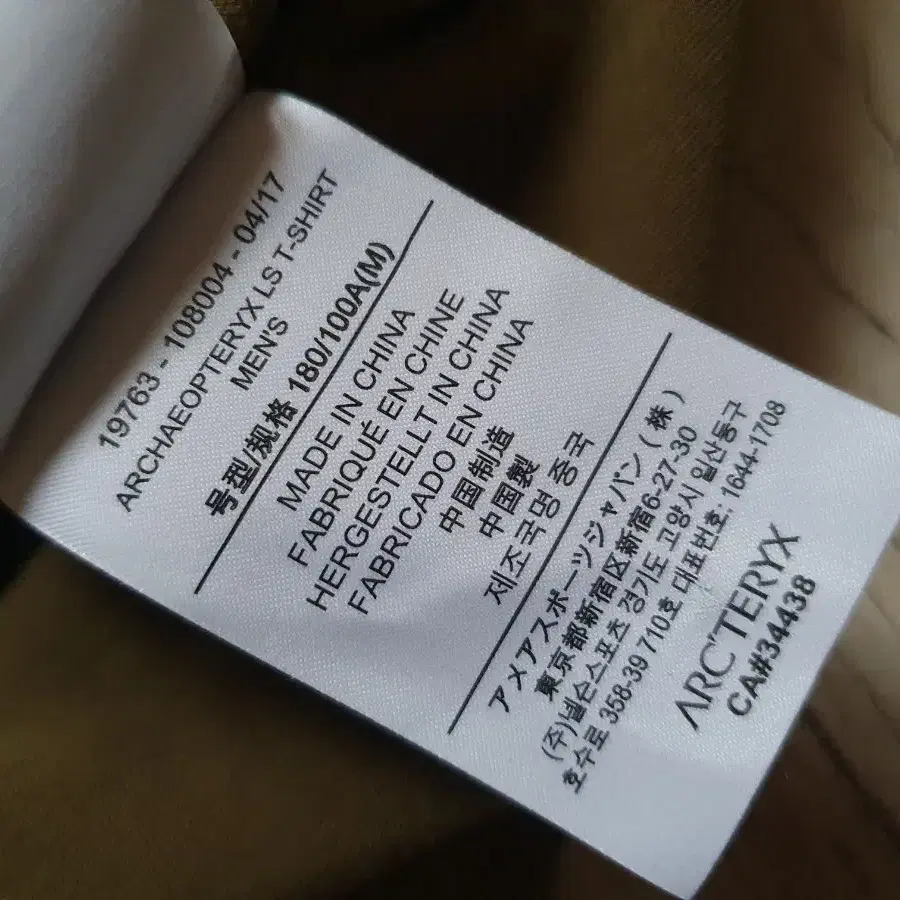 19763 - 108004 - 04/17
ARCHAEOPTERYX LS T-SHIRT
MEN'S
号型/规格 180/100A(M)
MADE IN CHINA
FABRIQUÉ EN CHINE
HERGESTELLT IN CHINA
FABRICADO EN CHINA
中国制造
中国製
제조국명 중국
アメアスポーツジャパン(株)
東京都新宿区新宿6-27-30
(주)넬슨스포츠 경기도 고양시 일산동구
호수로 358-39 710호 대표번호: 1644-1708
ARC'TERYX
CA#34438